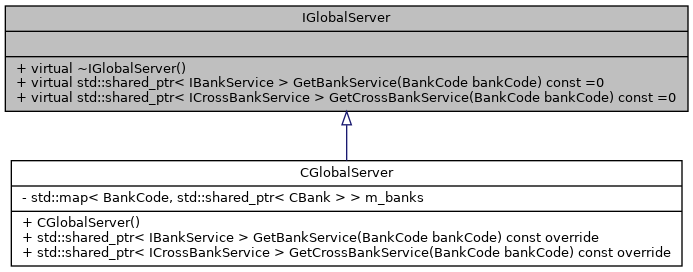 IGlobalServer
+ virtual ~IGlobalServer()
+ virtual std::shared_ptr< IBankService > GetBankService(BankCode bankCode) const =0
+ virtual std::shared_ptr< ICrossBankService > GetCrossBankService(BankCode bankCode) const =0
CGlobalServer
- std::map< BankCode, std::shared_ptr< CBank > > m_banks
+ CGlobalServer()
+ std::shared_ptr< IBankService > GetBankService(BankCode bankCode) const override
+ std::shared_ptr< ICrossBankService > GetCrossBankService(BankCode bankCode) const override